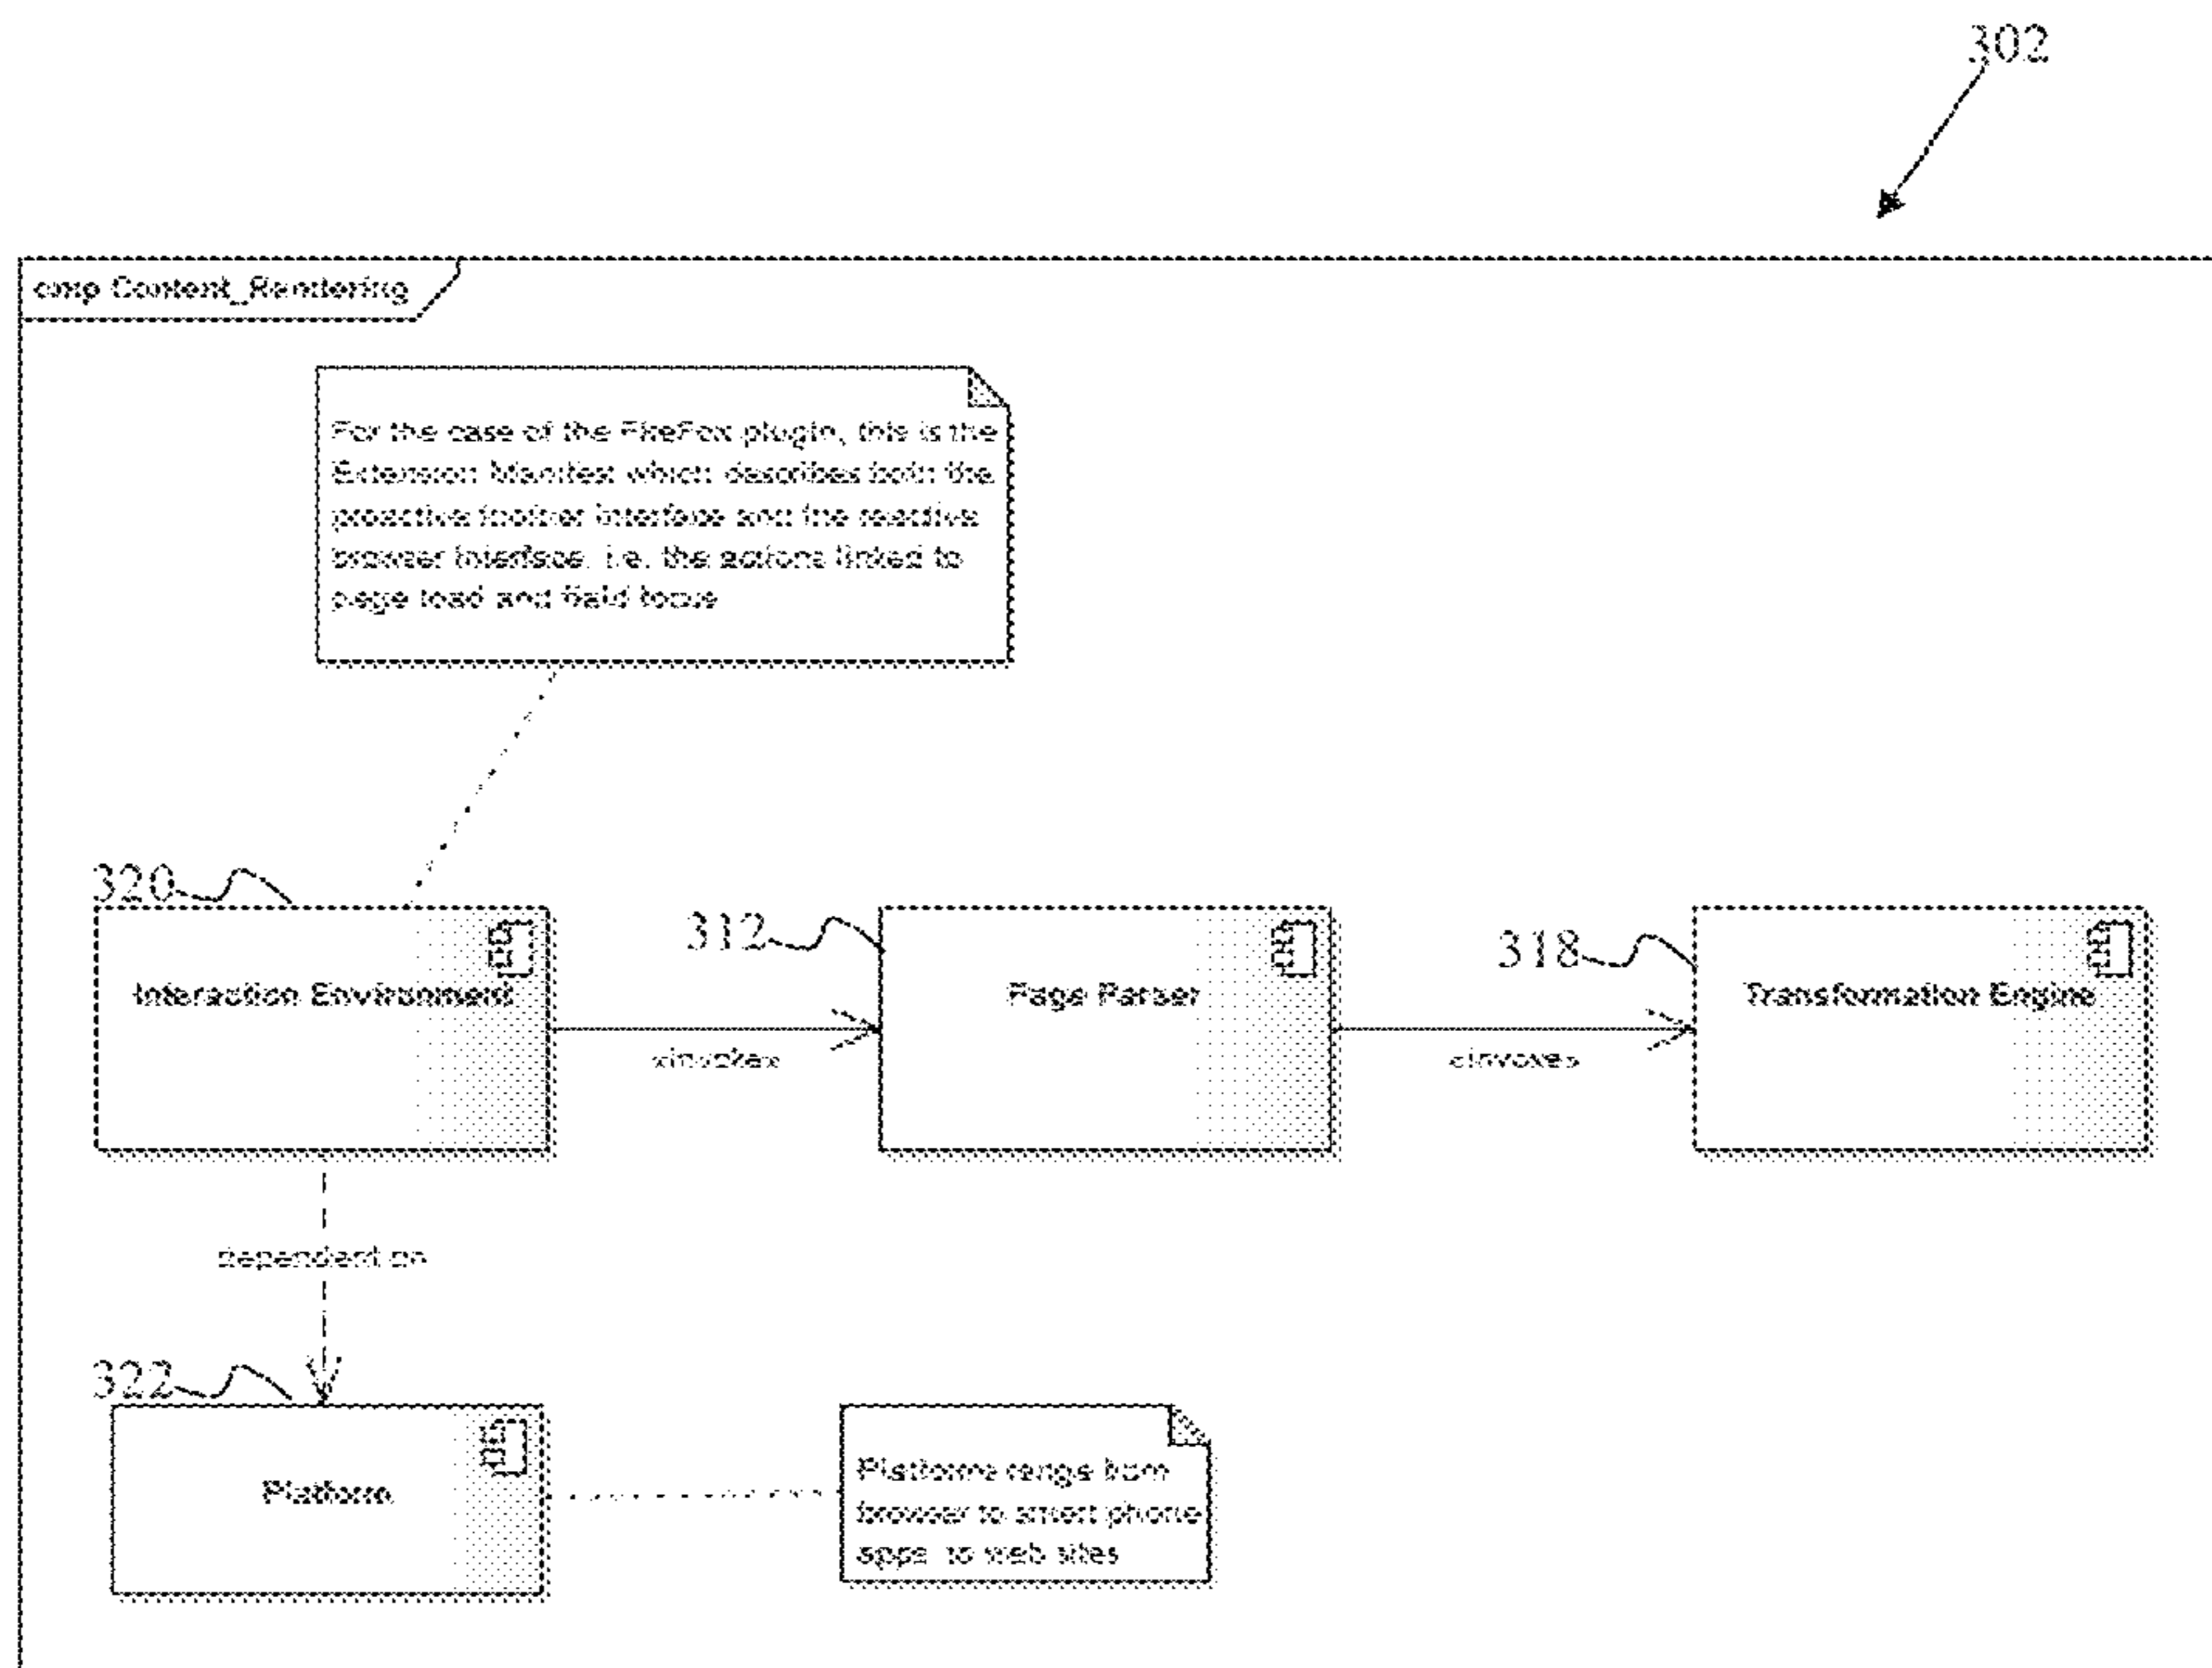 302
cmp Content_Rendering
For the case of the FireFox plugin, this is the
Extension Manifest which describes both the
proactive toolbar interface and the reactive
browser interface, i.e. the actions linked to
page load and field focus
320
312
318
Interaction Environment
Page Parser
Transformation Engine
«invokes»
«invokes»
dependent on
322
Platform
Platforms range from
browser to smart phone
apps to web sites